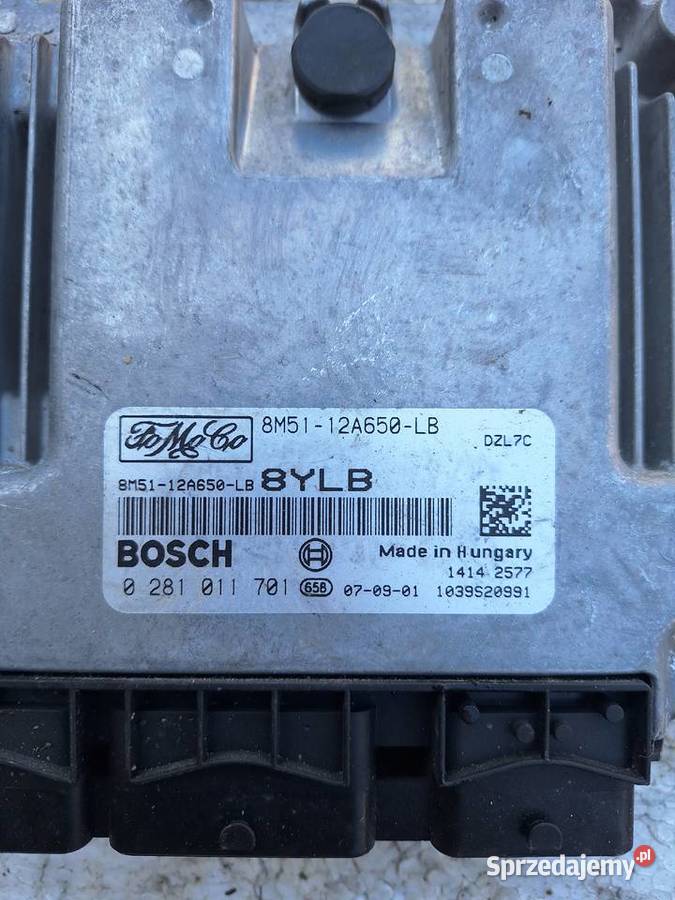 FoMoCo 8M51-12A650-LB
DZL7C
8M51-12A650-LB 8YLB
BOSCH Made in Hungary
1414 2577
0 281 011 701 65B 07-09-01 1039S20991
Sprzedajemy.pl